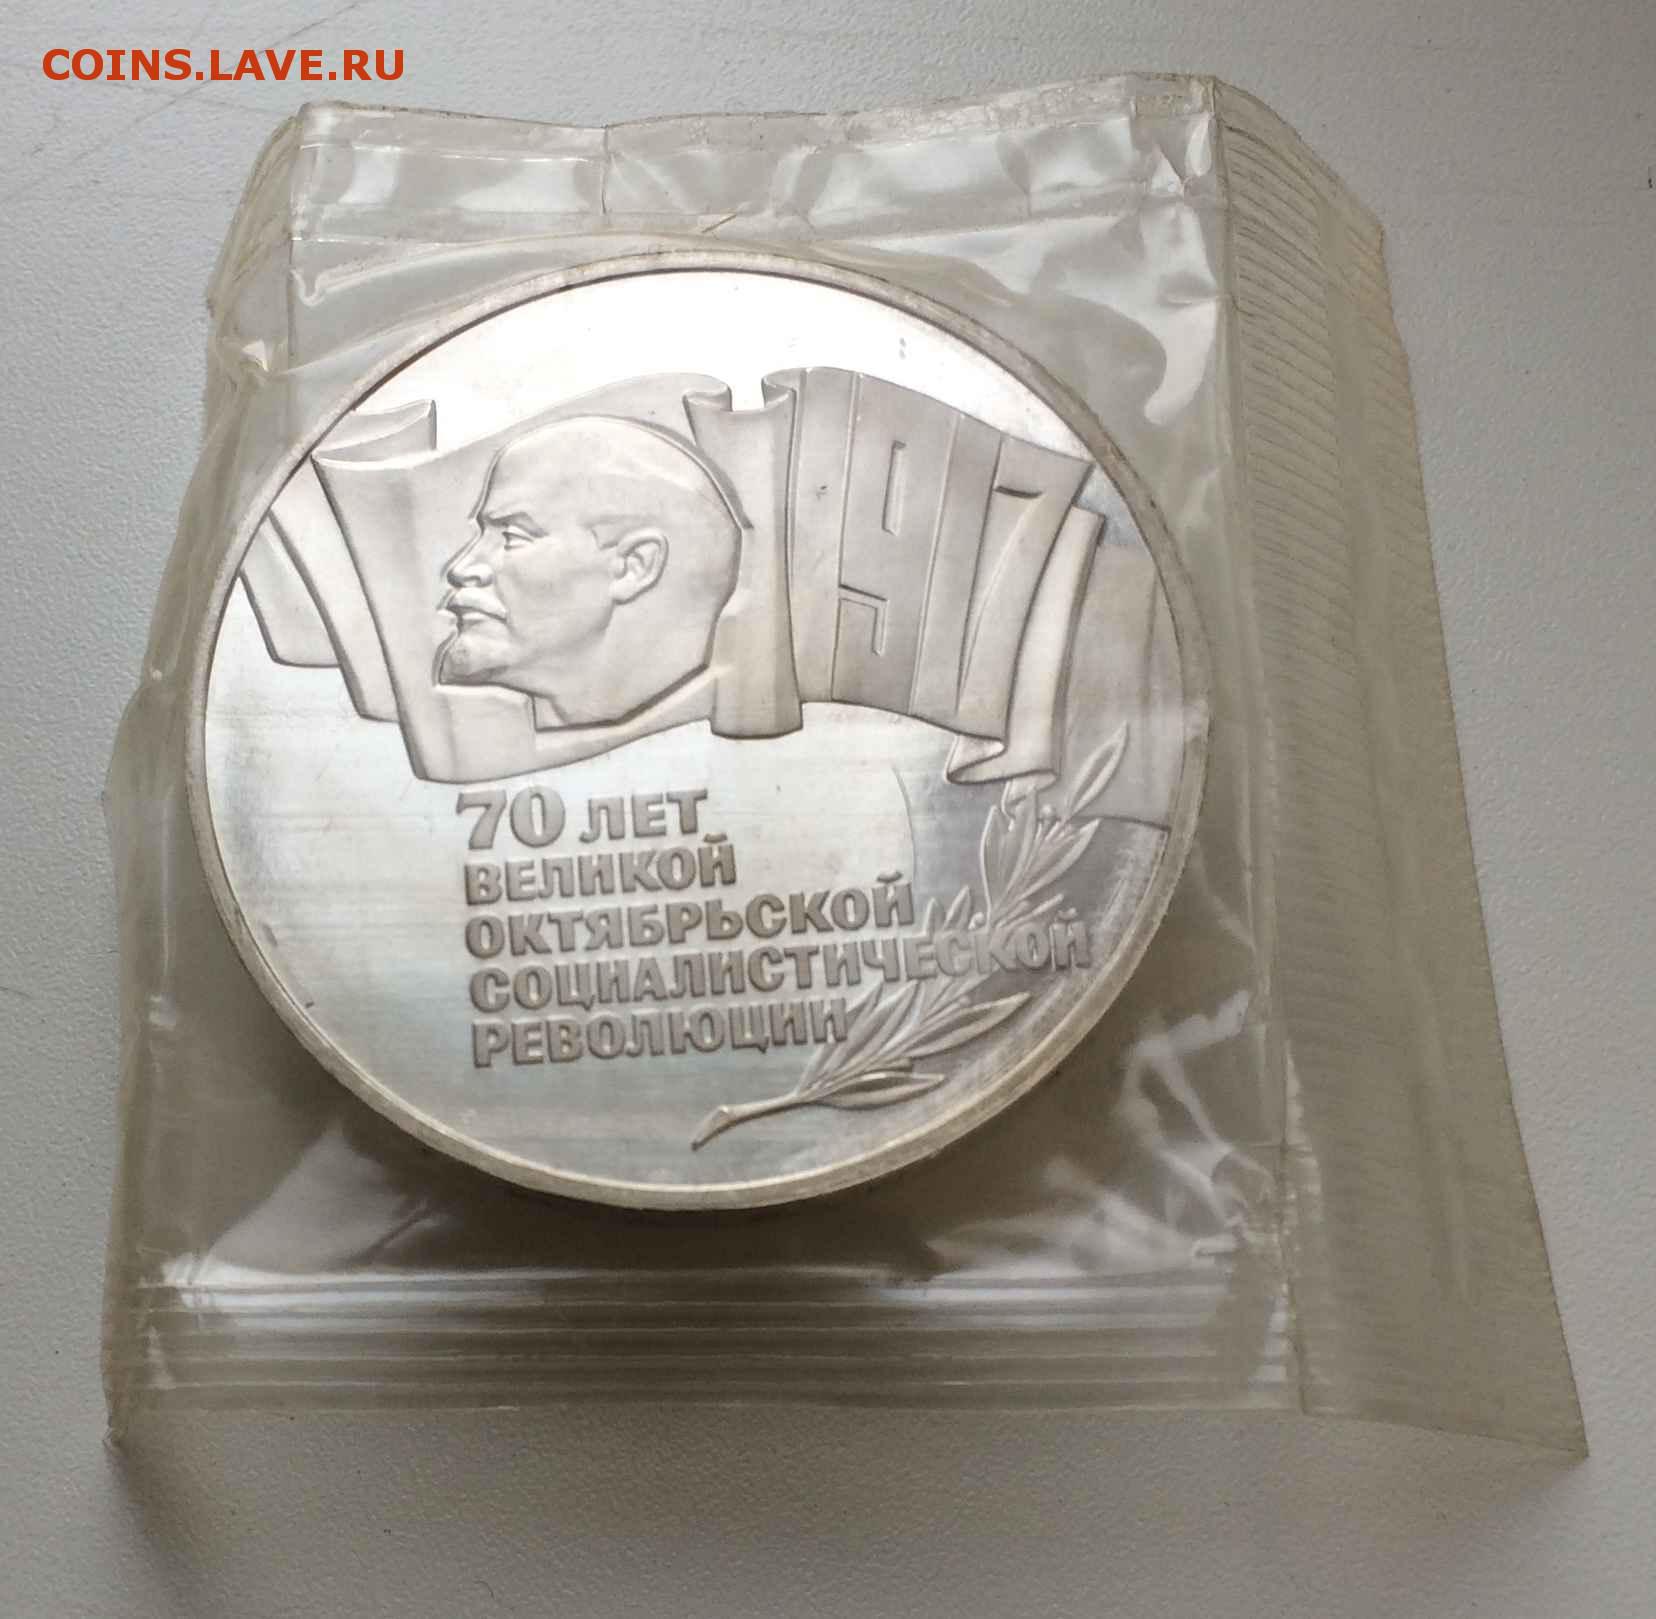 COINS.LAVE.RU
1917
70 ЛЕТ
ВЕЛИКОЙ
ОКТЯБРЬСКОЙ
СОЦИАЛИСТИЧЕСКОЙ
РЕВОЛЮЦИИ